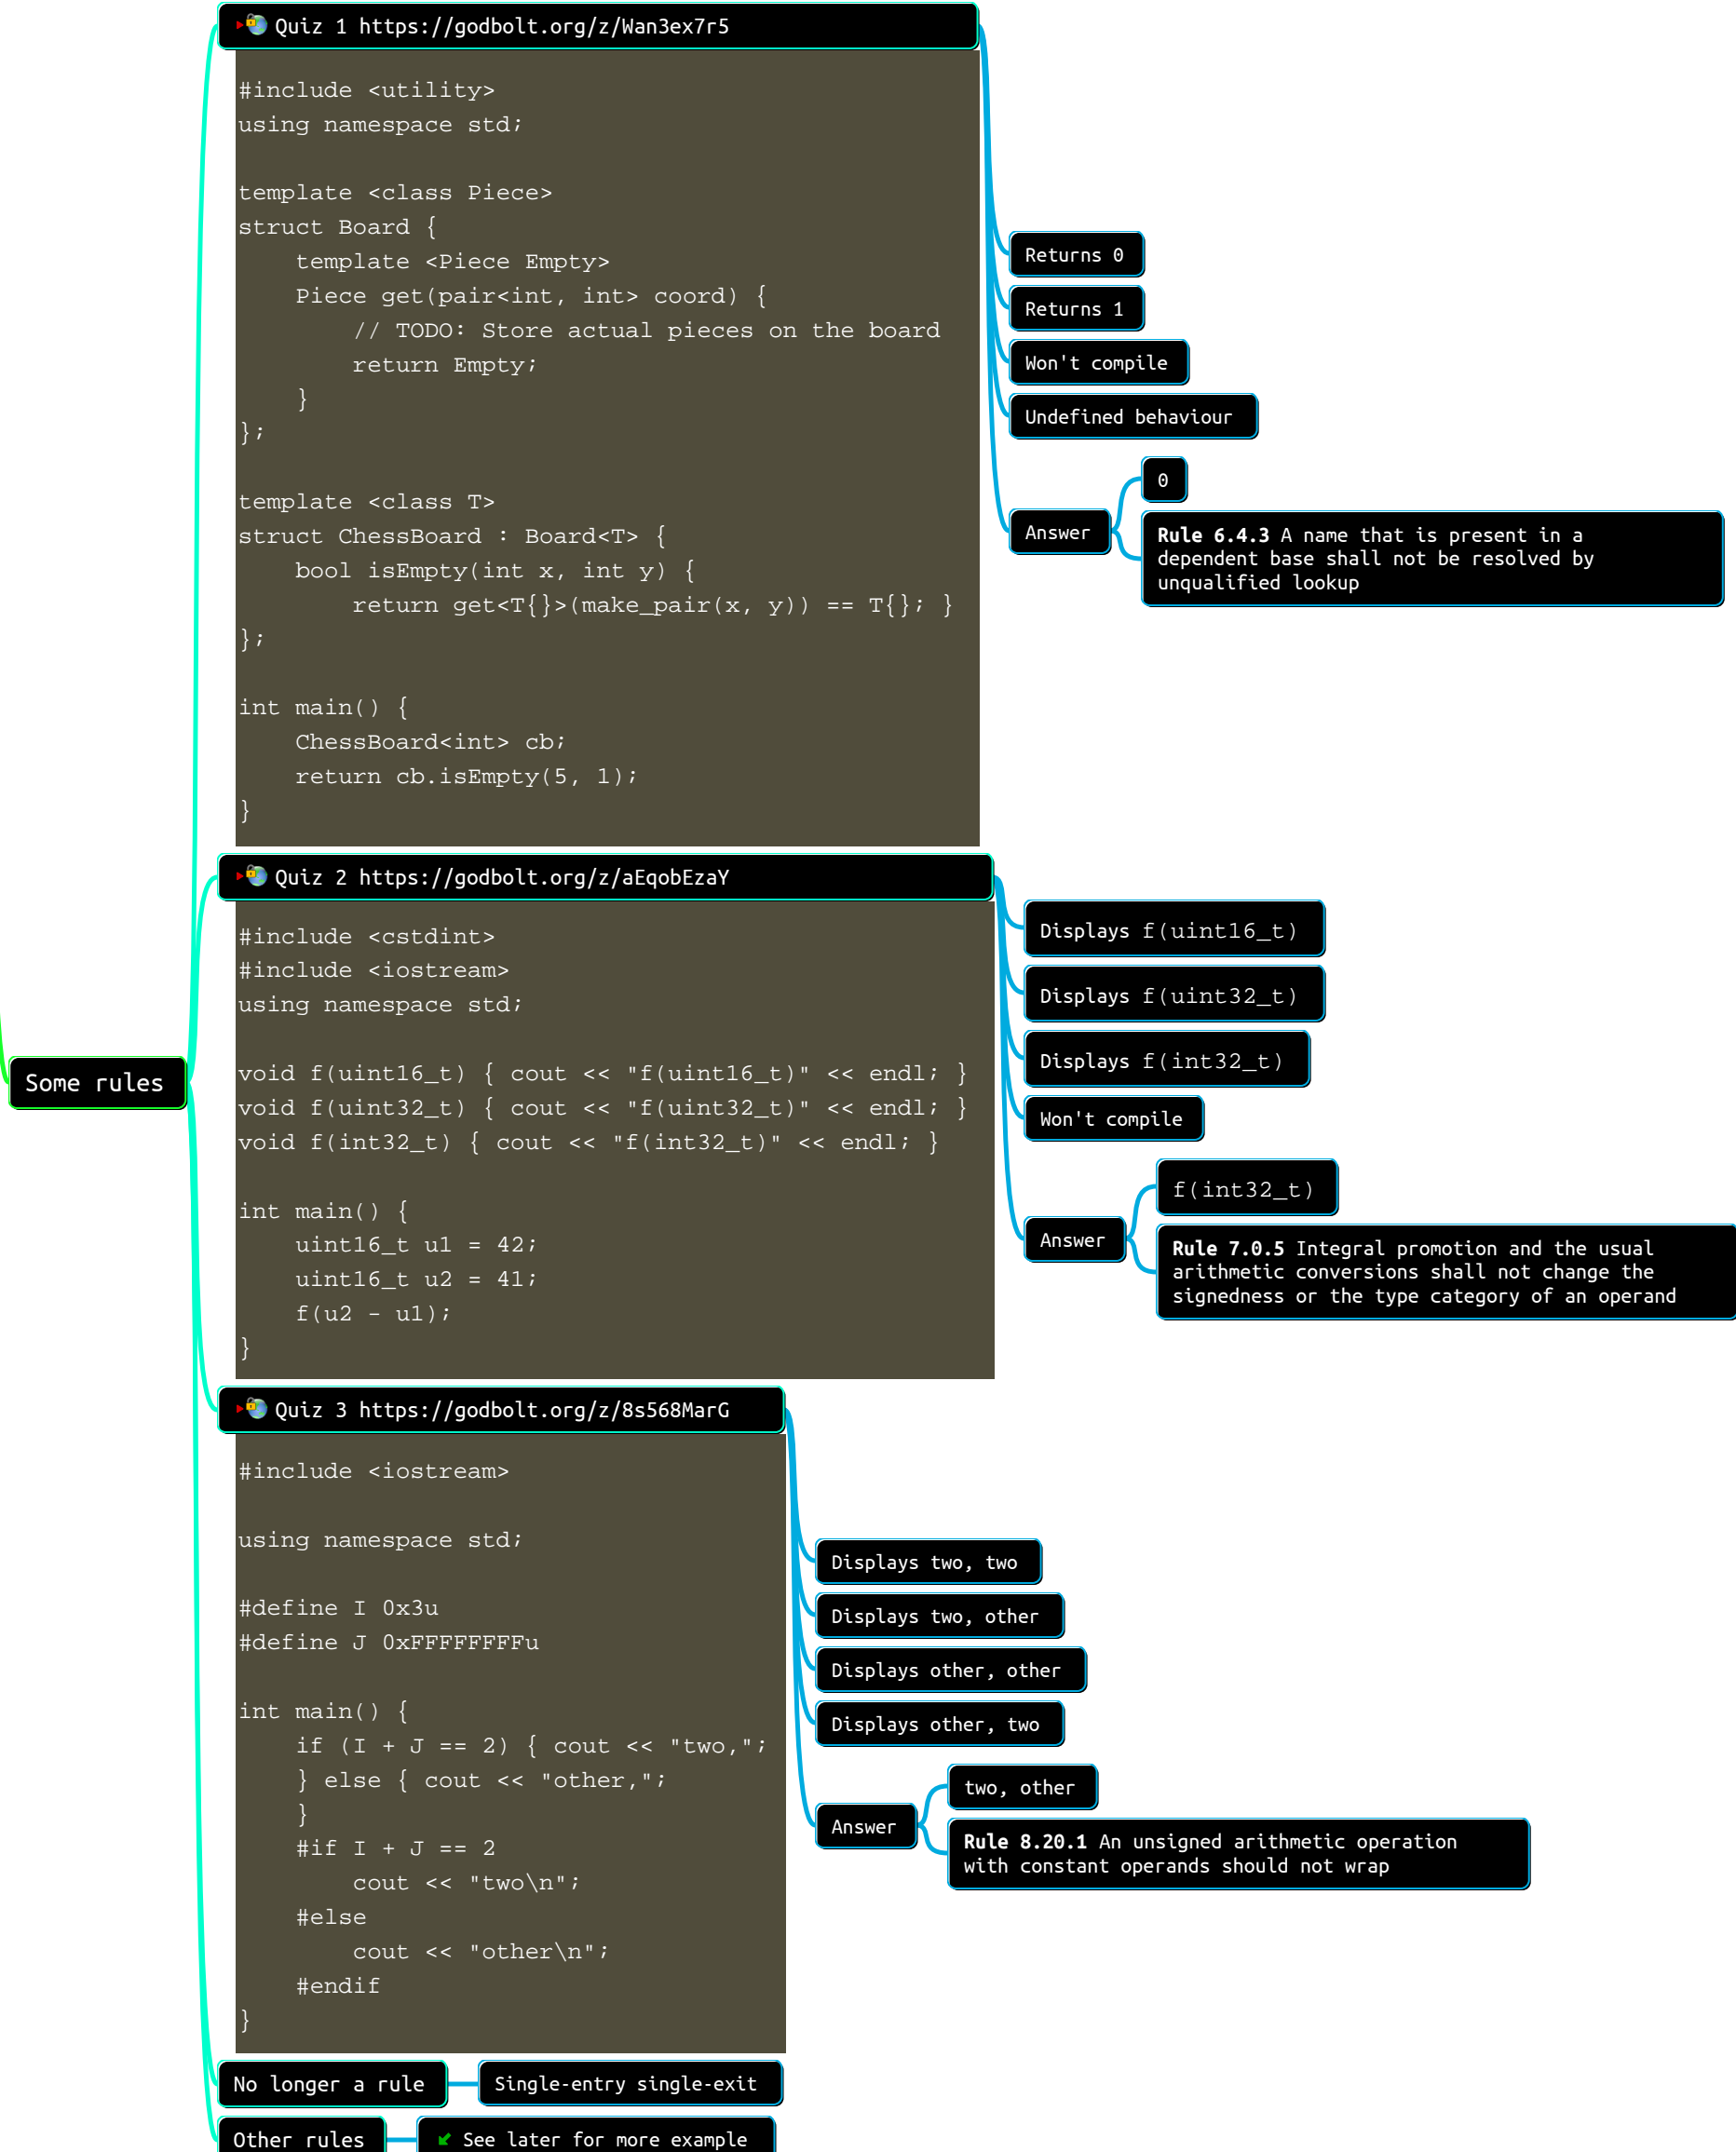 Some rules
Quiz 1 https://godbolt.org/z/Wan3ex7r5
#include <utility>
using namespace std;
template <class Piece>
struct Board {
    template <Piece Empty>
    Piece get(pair<int, int> coord) {
        // TODO: Store actual pieces on the board
        return Empty;
    }
};
template <class T>
struct ChessBoard : Board<T> {
    bool isEmpty(int x, int y) {
        return get<T{}>(make_pair(x, y)) == T{}; }
};
int main() {
    ChessBoard<int> cb;
    return cb.isEmpty(5, 1);
}
Returns 0
Returns 1
Won't compile
Undefined behaviour
Answer
0
Rule 6.4.3 A name that is present in a
dependent base shall not be resolved by
unqualified lookup
Quiz 2 https://godbolt.org/z/aEqobEzaY
#include <cstdint>
#include <iostream>
using namespace std;
void f(uint16_t) { cout << "f(uint16_t)" << endl; }
void f(uint32_t) { cout << "f(uint32_t)" << endl; }
void f(int32_t) { cout << "f(int32_t)" << endl; }
int main() {
    uint16_t u1 = 42;
    uint16_t u2 = 41;
    f(u2 - u1);
}
Displays f(uint16_t)
Displays f(uint32_t)
Displays f(int32_t)
Won't compile
Answer
f(int32_t)
Rule 7.0.5 Integral promotion and the usual
arithmetic conversions shall not change the
signedness or the type category of an operand
Quiz 3 https://godbolt.org/z/8s568MarG
#include <iostream>
using namespace std;
#define I 0x3u
#define J 0xFFFFFFFFu
int main() {
    if (I + J == 2) { cout << "two,";
    } else { cout << "other,";
    }
    #if I + J == 2
        cout << "two\n";
    #else
        cout << "other\n";
    #endif
}
Displays two, two
Displays two, other
Displays other, other
Displays other, two
Answer
two, other
Rule 8.20.1 An unsigned arithmetic operation
with constant operands should not wrap
No longer a rule
Single-entry single-exit
Other rules
See later for more example